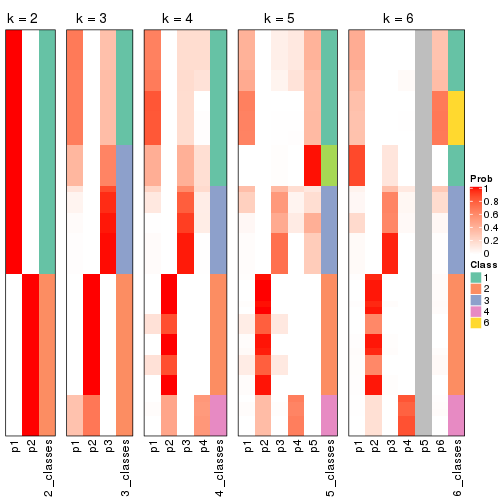 k = 2
k = 3
k = 4
k = 5
k = 6
Prob
1
0.8
0.6
0.4
0.2
0
Class
1
2
3
4
6
p1
p2
2_classes
p1
p2
p3
3_classes
p1
p2
p3
p4
4_classes
p1
p2
p3
p4
p5
5_classes
p1
p2
p3
p4
p5
p6
6_classes